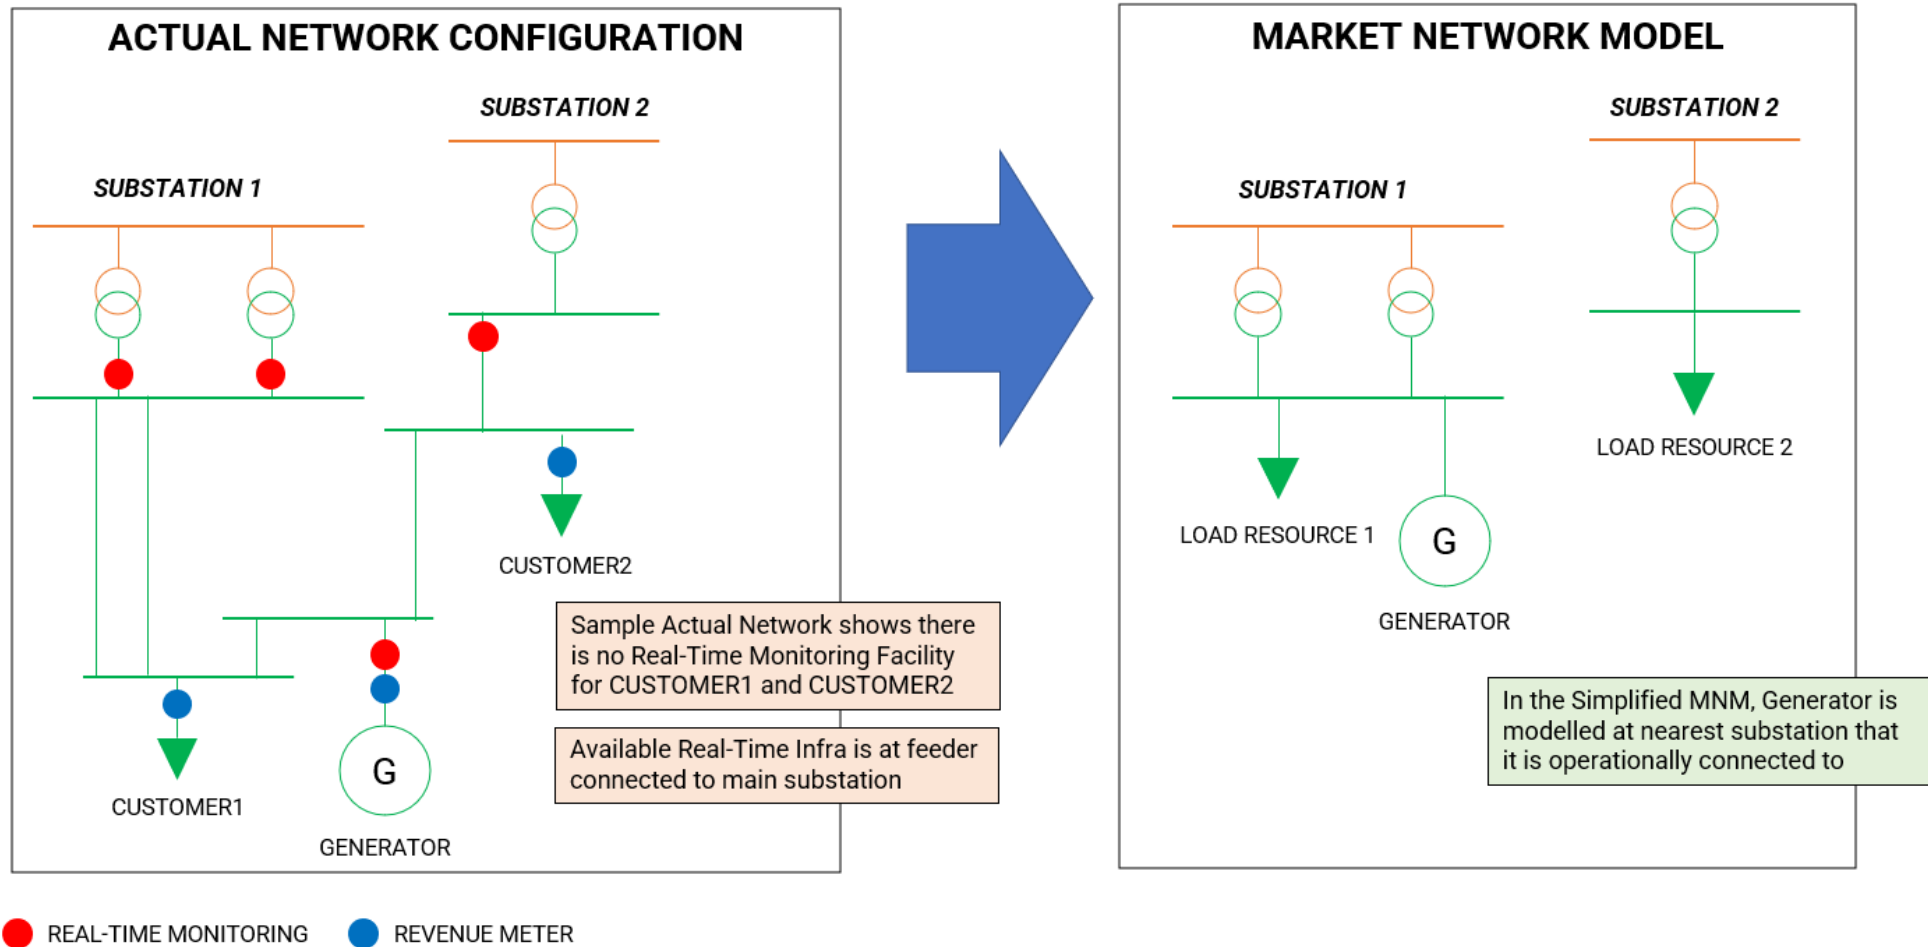 ACTUAL NETWORK CONFIGURATION
SUBSTATION 2
SUBSTATION 1
CUSTOMER2
Sample Actual Network shows there
is no Real-Time Monitoring Facility
for CUSTOMER1 and CUSTOMER2
Available Real-Time Infra is at feeder
connected to main substation
G
CUSTOMER1
GENERATOR
MARKET NETWORK MODEL
SUBSTATION 2
SUBSTATION 1
LOAD RESOURCE 2
LOAD RESOURCE 1
G
GENERATOR
In the Simplified MNM, Generator is
modelled at nearest substation that
it is operationally connected to
REAL-TIME MONITORING
REVENUE METER